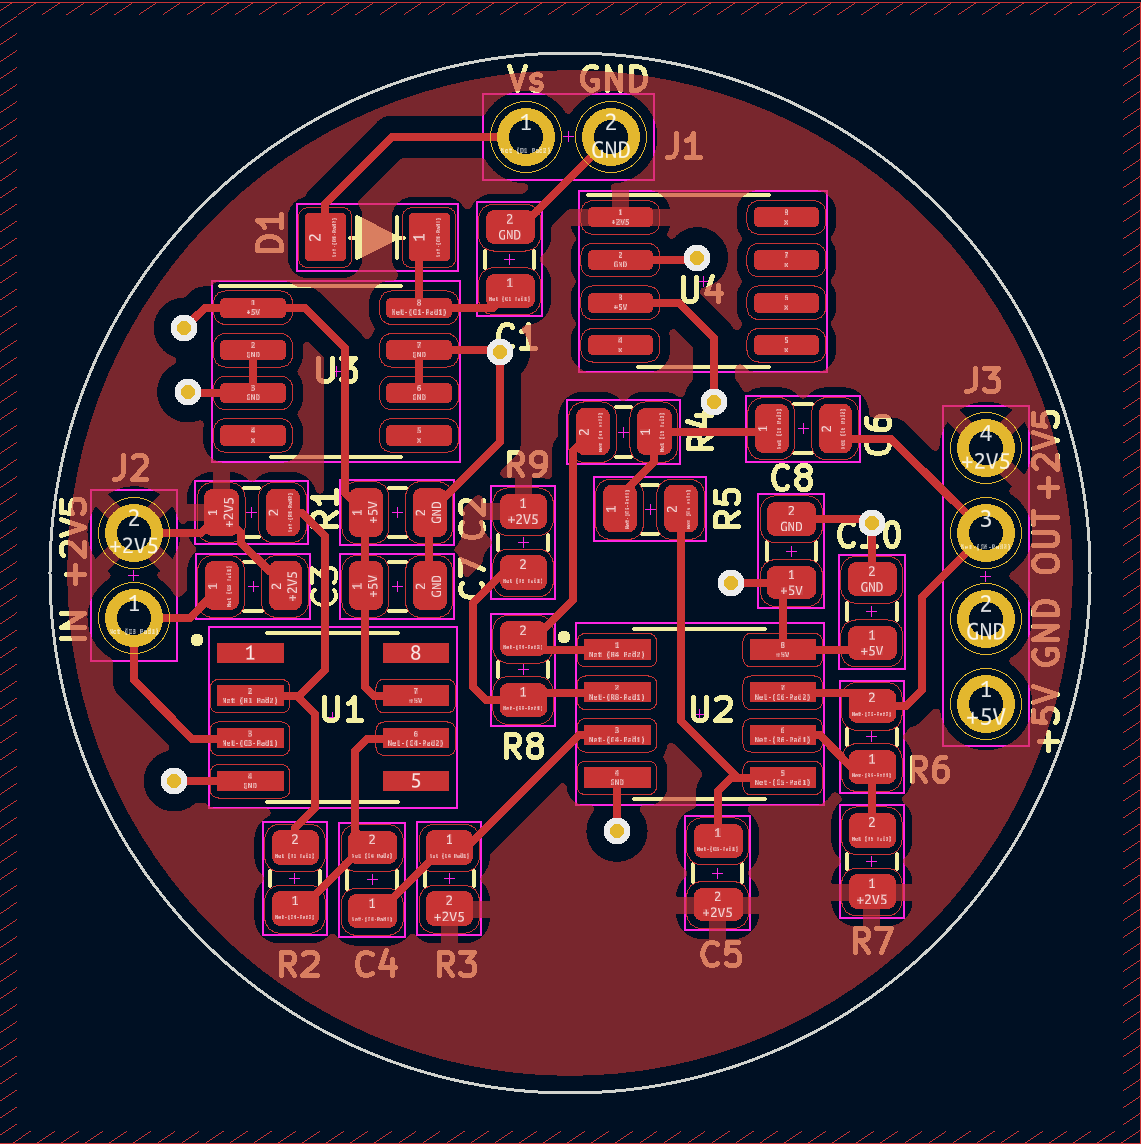 Vs GND
1
2
GND
J1
D1
2
1
2
GND
1
C1
1
+2V5
2
GND
3
+5V
4
x
8
x
7
x
6
x
5
x
U4
1
+5V
2
GND
3
GND
4
x
8
Net-(C1-Pad1)
7
GND
6
GND
5
x
U3
J2
2
+2V5
1
IN +2V5
1
+2V5
2
R1
1
2
+2V5
C3
1
+5V
2
GND
C2
1
+5V
2
GND
C7
R9
1
+2V5
2
2
1
R8
2
1
R4
1
2
C6
1
2
R5
C8
2
GND
1
+5V
C10
2
GND
1
+5V
J3
4
+2V5
3
2
GND
1
+5V
+5V GND OUT +2V5
1
2
Net-(R1-Pad2)
3
Net-(C3-Pad1)
4
GND
8
7
+5V
6
Net-(C4-Pad2)
5
U1
1
Net-(R4-Pad2)
2
Net-(R8-Pad1)
3
4
GND
8
+5V
7
Net-(C6-Pad2)
6
Net-(R6-Pad1)
5
Net-(C5-Pad1)
U2
2
1
R6
2
1
+2V5
R7
2
1
R2
2
1
C4
1
2
+2V5
R3
1
2
+2V5
C5